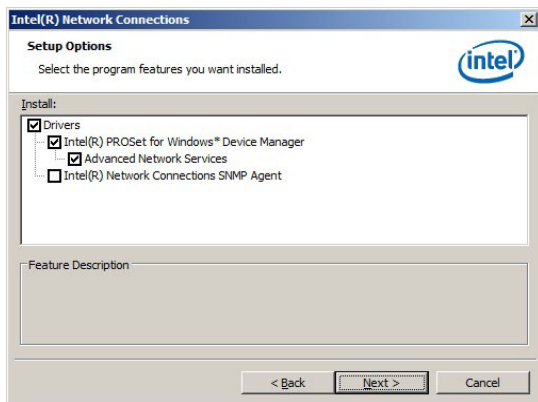 Intel(R) Network Connections
Setup Options
Select the program features you want installed.
intel
Install:
Drivers
Intel(R) PROSet for Windows* Device Manager
Advanced Network Services
Intel(R) Network Connections SNMP Agent
Feature Description
< Back
Next >
Cancel